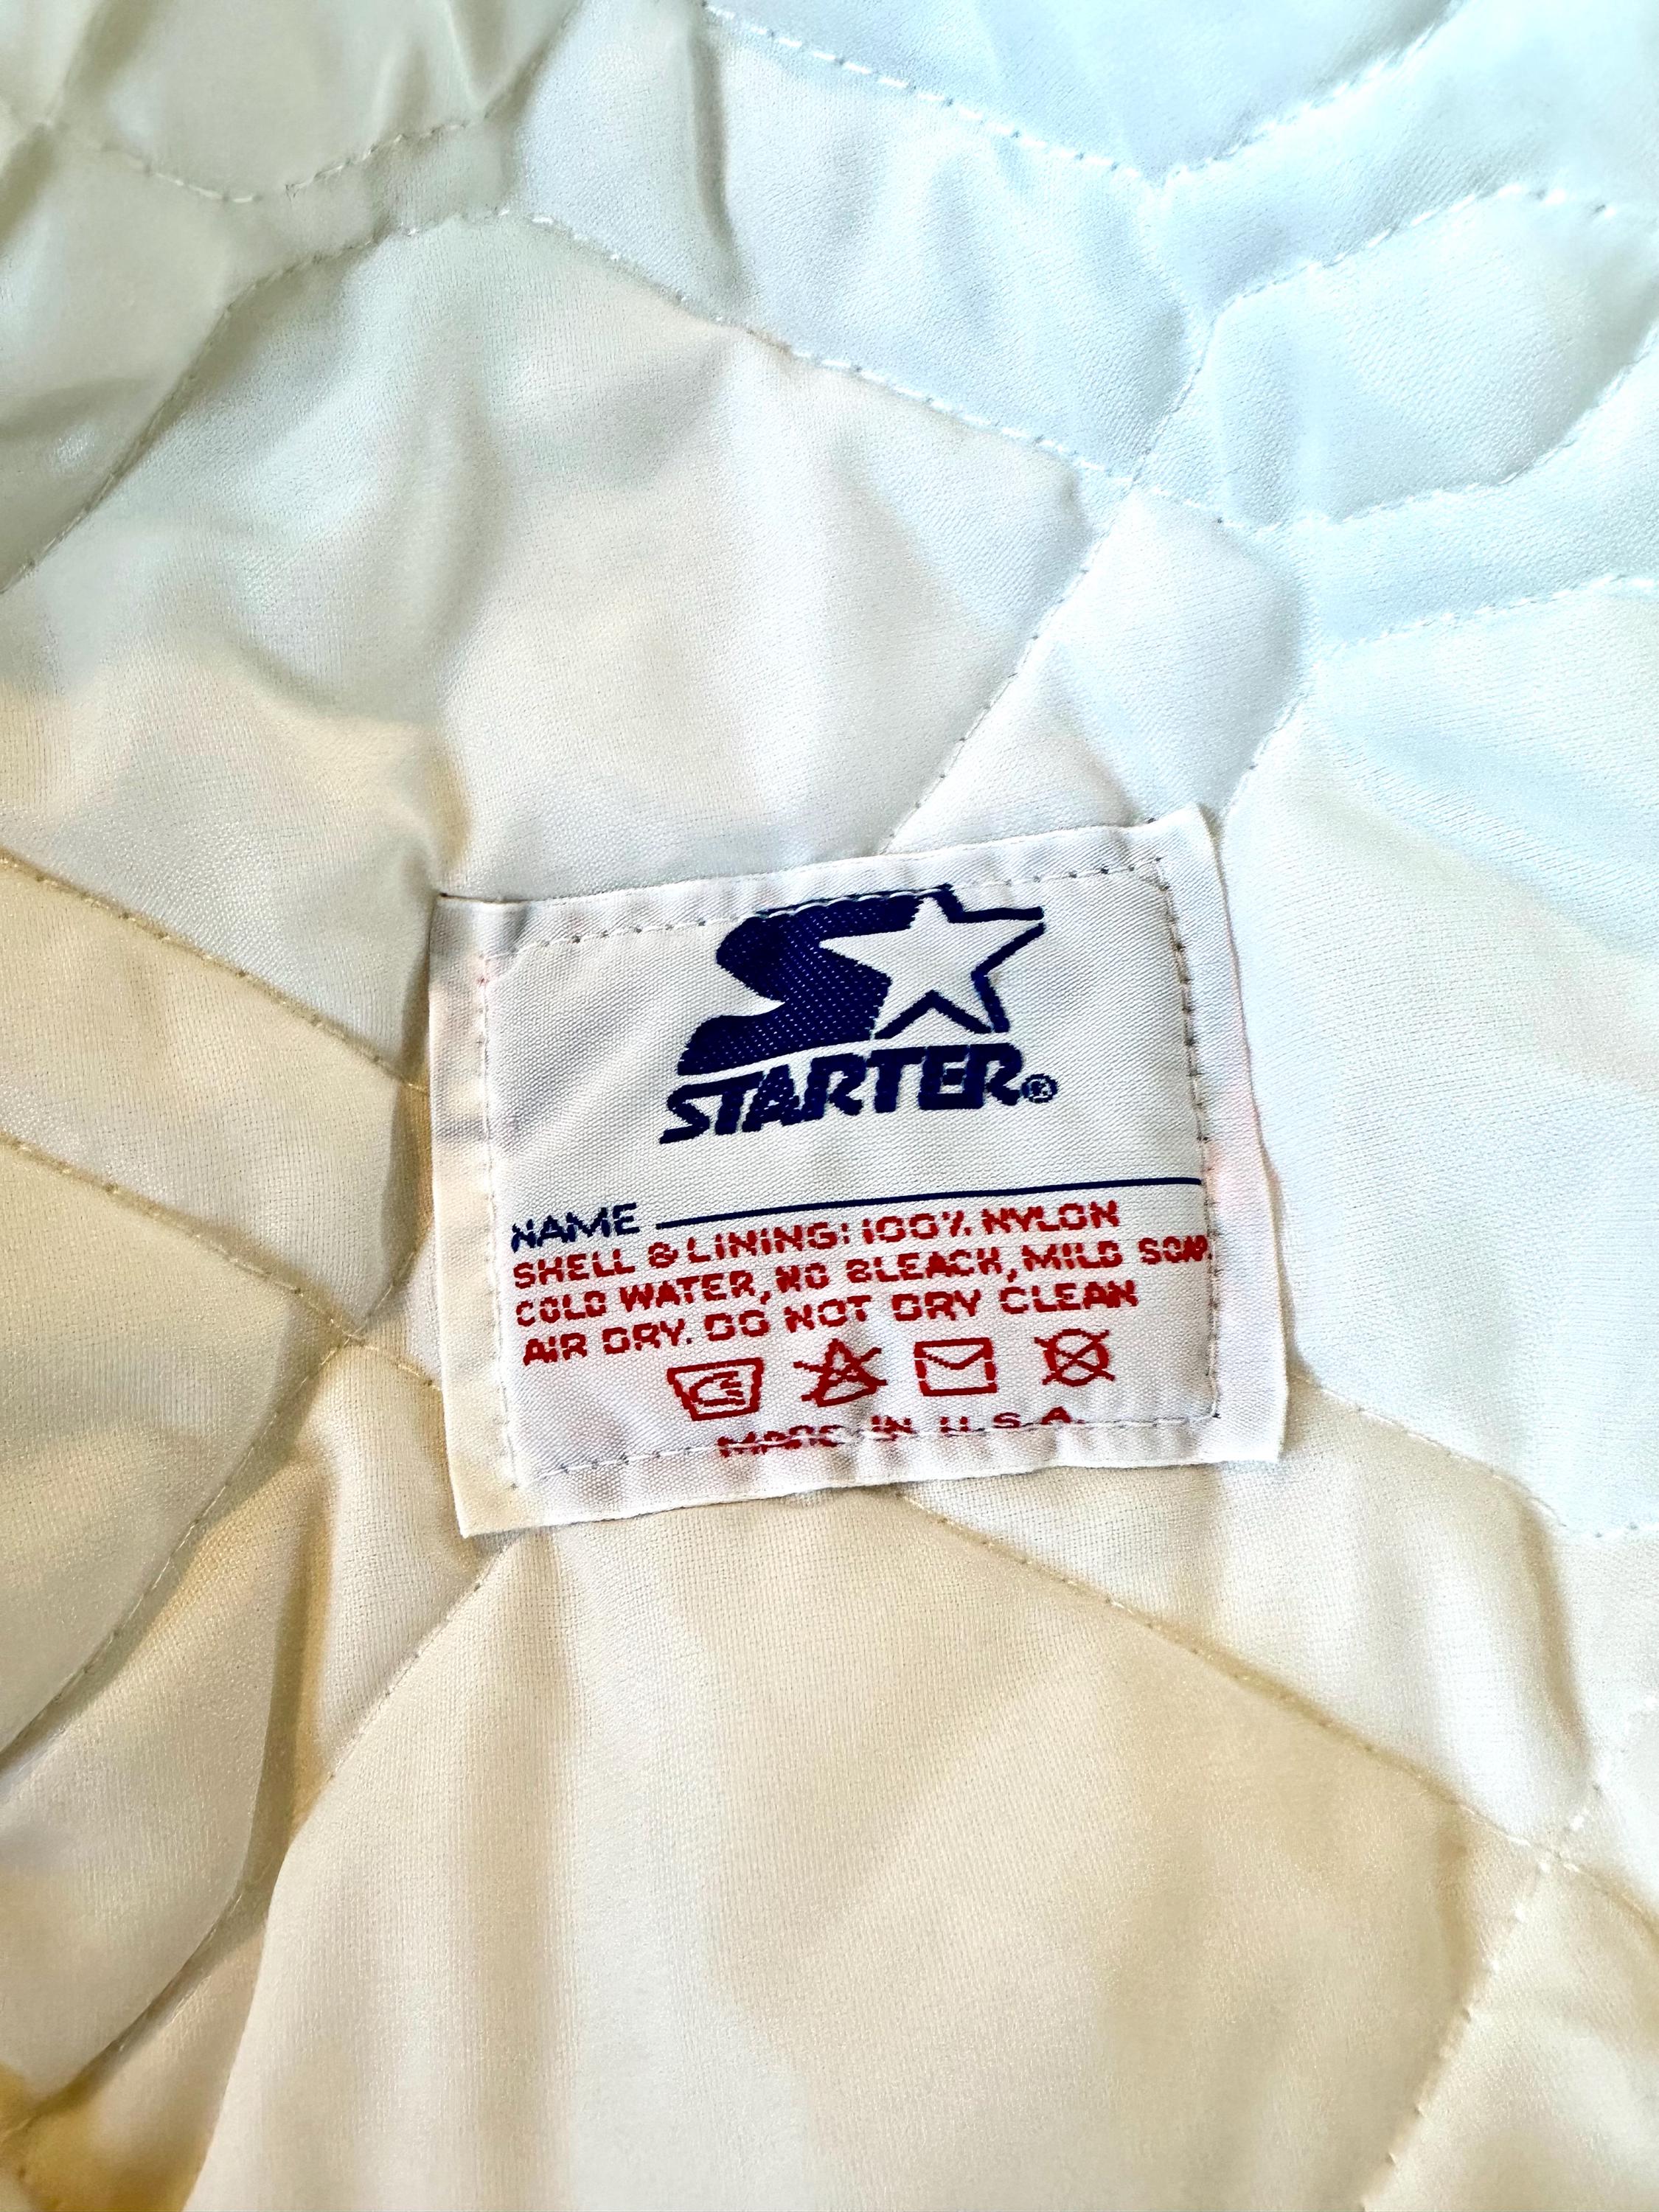 STARTER®
NAME
SHELL & LINING: 100% NYLON
COLD WATER, NO BLEACH, MILD SOAP.
AIR DRY. DO NOT DRY CLEAN
MADE IN U.S.A.